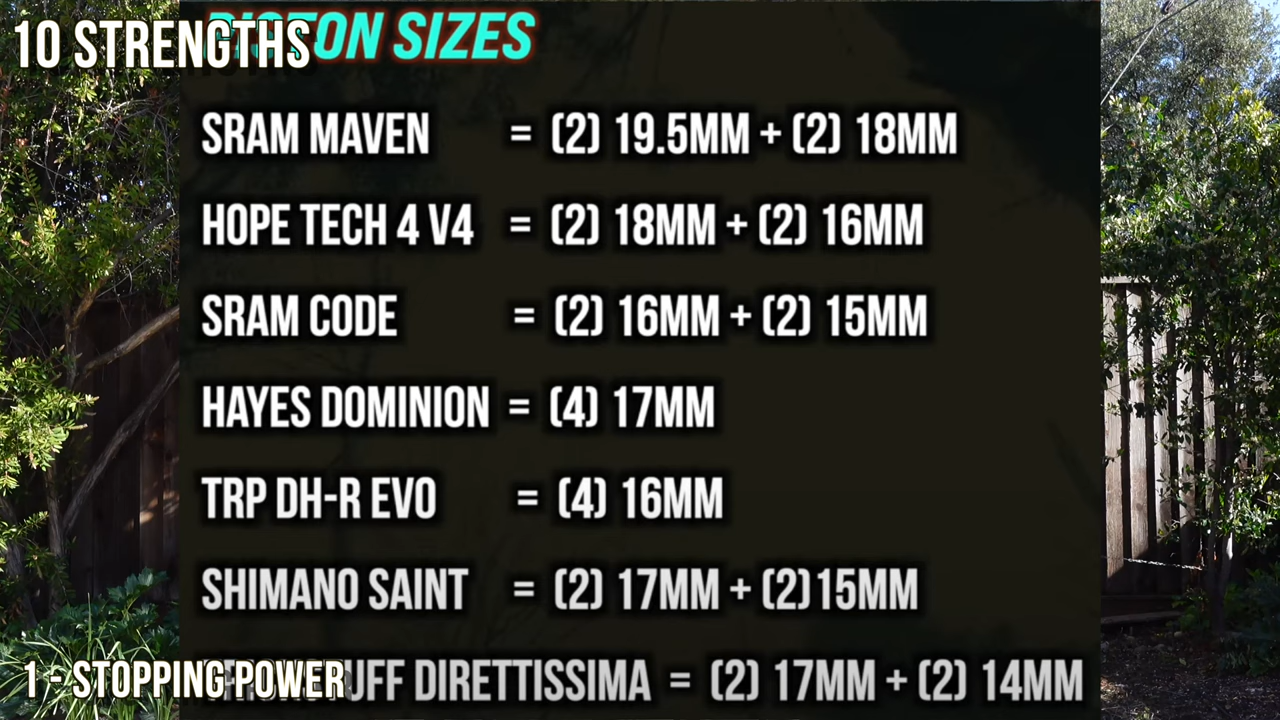 10 STRENGTHS
SIZES
SRAM MAVEN = (2) 19.5MM + (2) 18MM
HOPE TECH 4 V4 = (2) 18MM + (2) 16MM
SRAM CODE = (2) 16MM + (2) 15MM
HAYES DOMINION = (4) 17MM
TRP DH-R EVO = (4) 16MM
SHIMANO SAINT = (2) 17MM + (2)15MM
1 - STOPPING POWER
DIRETTISSIMA = (2) 17MM + (2) 14MM